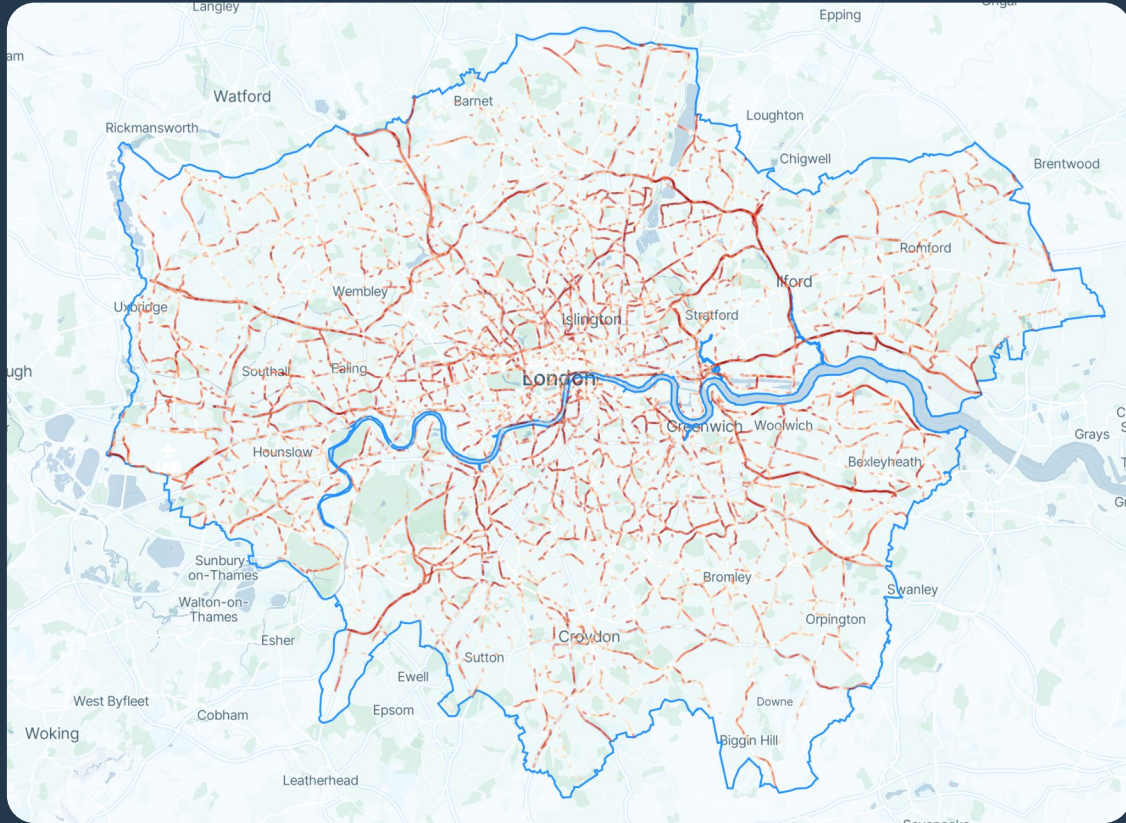 Langley
Epping
Watford
Barnet
Loughton
Rickmansworth
Chigwell
Brentwood
Romford
Wembley
Ilford
Uxbridge
Islington
Stratford
Southall
Ealing
London
Greenwich
Woolwich
Grays
Hounslow
Bexleyheath
Sunbury-
on-Thames
Bromley
Swanley
Walton-on-
Thames
Orpington
Esher
Croydon
Sutton
Ewell
West Byfleet
Downe
Cobham
Epsom
Woking
Biggin Hill
Leatherhead